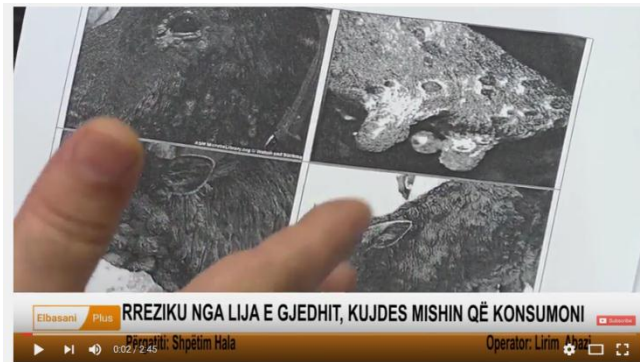 Elbasani Plus
RREZIKU NGA LIJA E GJEDHIT, KUJDES MISHIN QË KONSUMONI
Subscribe
Përgatiti: Shpëtim Hala
Operator: Lirim Abazi
0:02 / 2:45